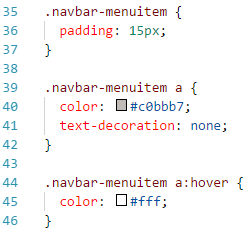 35 .navbar-menuitem {
36 padding: 15px;
37 }
38
39 .navbar-menuitem a {
40 color: #c0bbb7;
41 text-decoration: none;
42 }
43
44 .navbar-menuitem a:hover {
45 color: #fff;
46 }